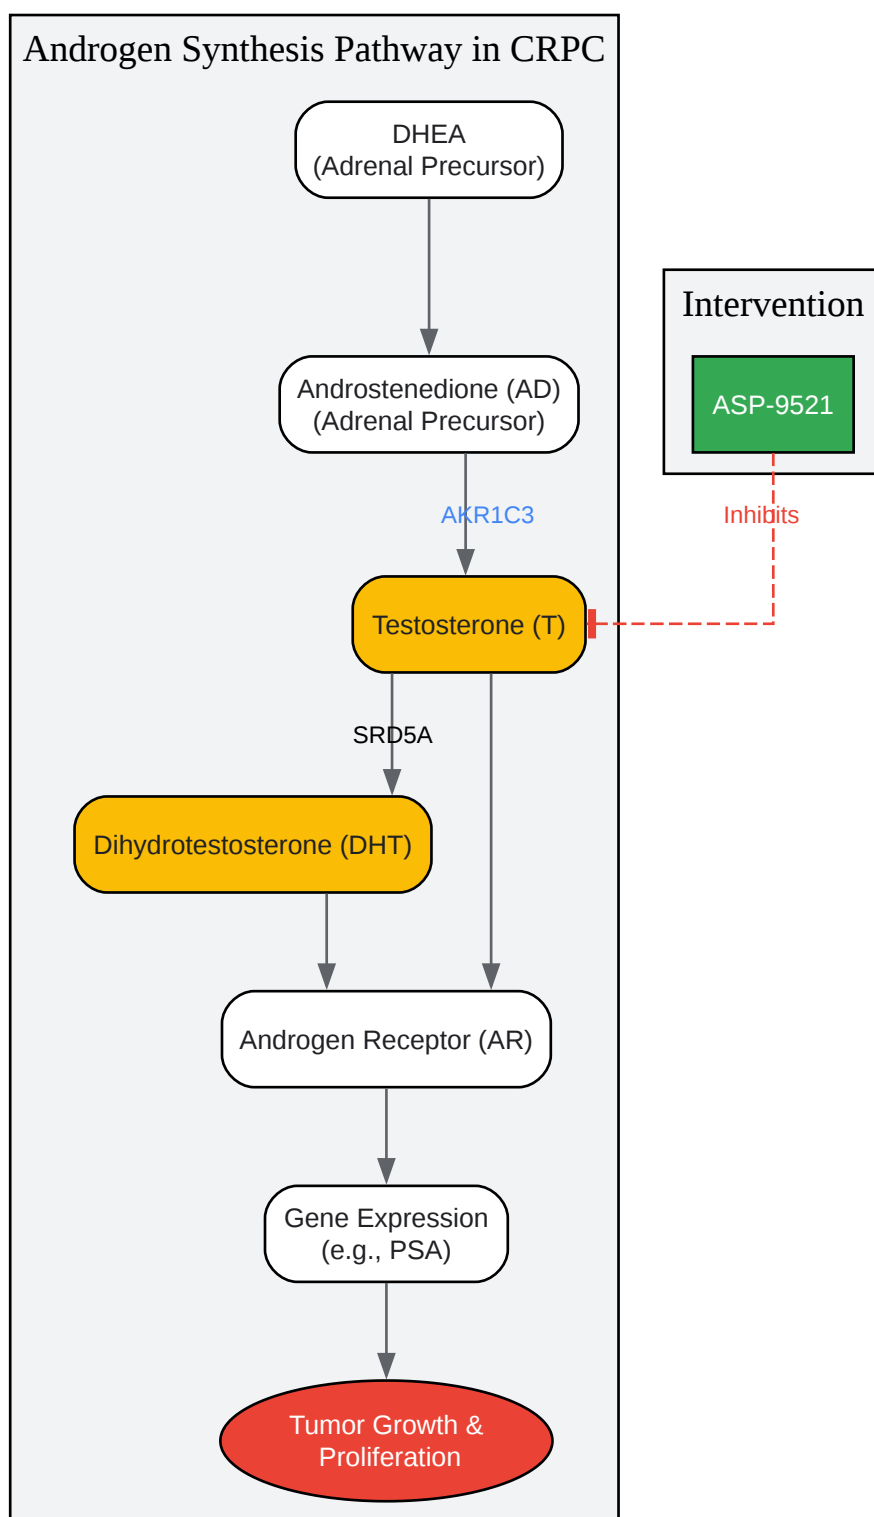 Androgen Synthesis Pathway in CRPC
DHEA
(Adrenal Precursor)
Androstenedione (AD)
(Adrenal Precursor)
AKR1C3
Testosterone (T)
SRD5A
Dihydrotestosterone (DHT)
Androgen Receptor (AR)
Gene Expression
(e.g., PSA)
Tumor Growth &
Proliferation
Intervention
ASP-9521
Inhibits